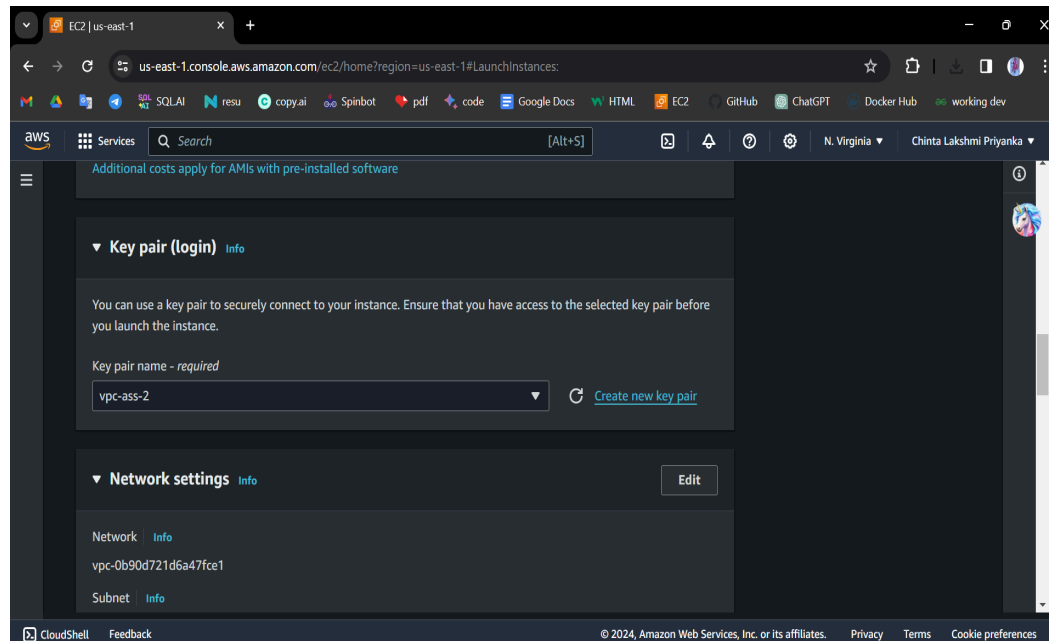 EC2 | us-east-1
us-east-1.console.aws.amazon.com/ec2/home?region=us-east-1#LaunchInstances:
SQL.AI resu copy.ai Spinbot pdf code Google Docs HTML EC2 GitHub ChatGPT Docker Hub working dev
aws Services Search [Alt+S] N. Virginia Chinta Lakshmi Priyanka
Additional costs apply for AMIs with pre-installed software
Key pair (login) Info
You can use a key pair to securely connect to your instance. Ensure that you have access to the selected key pair before
you launch the instance.
Key pair name - required
vpc-ass-2 Create new key pair
Network settings Info Edit
Network Info
vpc-0b90d721d6a47fce1
Subnet Info
CloudShell Feedback © 2024, Amazon Web Services, Inc. or its affiliates. Privacy Terms Cookie preferences